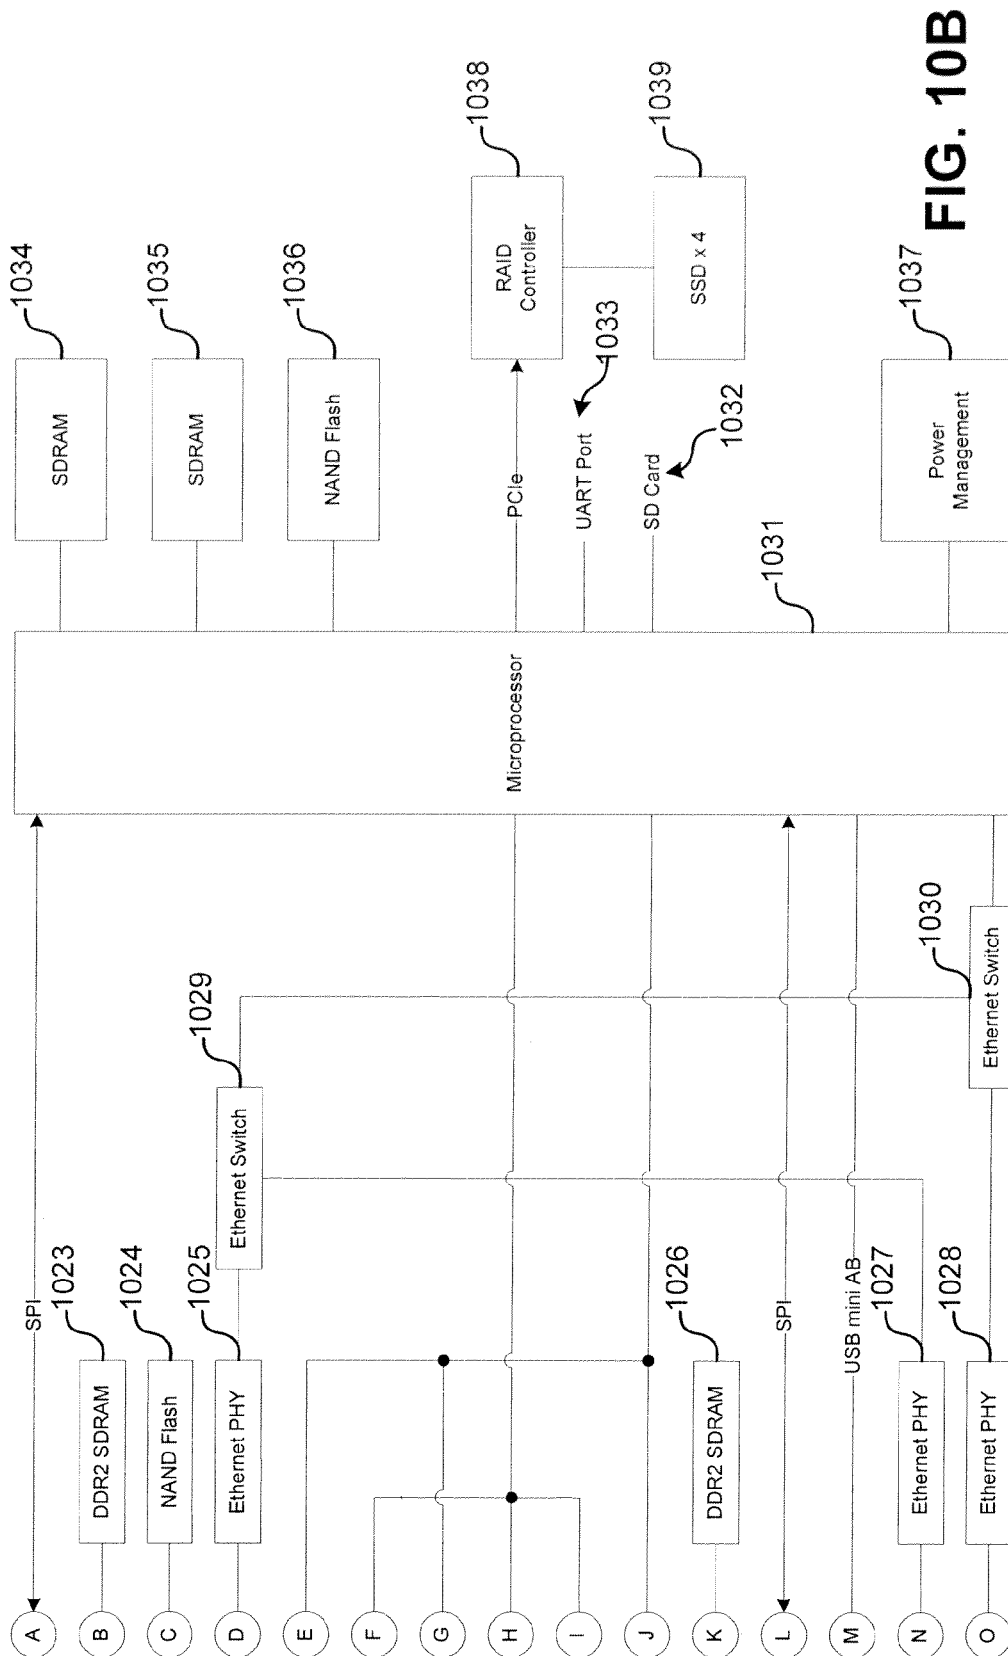 A
SPI
B
DDR2 SDRAM
1023
C
NAND Flash
1024
D
Ethernet PHY
1025
Ethernet Switch
1029
E
F
G
H
I
J
K
DDR2 SDRAM
1026
L
SPI
M
USB mini AB
N
Ethernet PHY
1027
O
Ethernet PHY
1028
Ethernet Switch
1030
Microprocessor
1031
SDRAM
1034
SDRAM
1035
NAND Flash
1036
PCIe
RAID
Controller
1038
UART Port
1033
SD Card
1032
SSD x 4
1039
Power
Management
1037
FIG. 10B